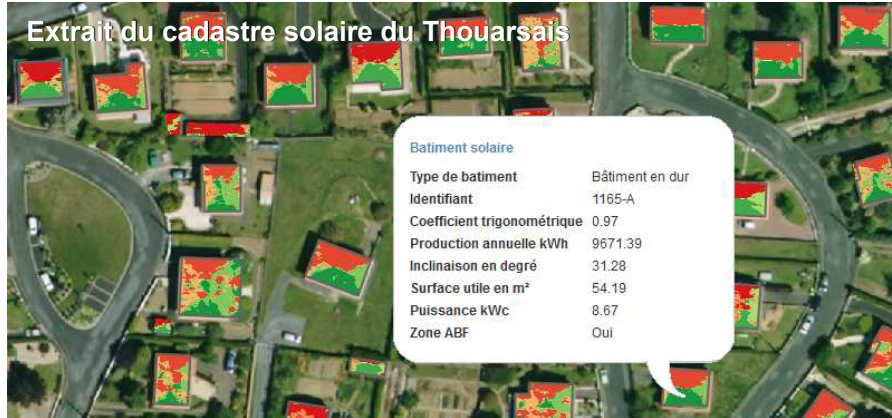 Extrait du cadastre solaire du Thouarsais
Batiment solaire
Type de batiment Bâtiment en dur
Identifiant 1165-A
Coefficient trigonométrique 0.97
Production annuelle kWh 9671.39
Inclinaison en degré 31.28
Surface utile en m² 54.19
Puissance kWc 8.67
Zone ABF Oui